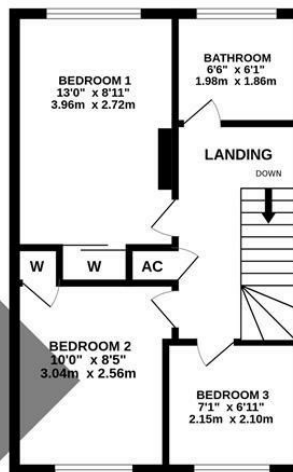 BEDROOM 1
13'0" x 8'11"
3.96m x 2.72m
BATHROOM
6'6" x 6'1"
1.98m x 1.86m
LANDING
DOWN
W
W
AC
BEDROOM 2
10'0" x 8'5"
3.04m x 2.56m
BEDROOM 3
7'1" x 6'11"
2.15m x 2.10m